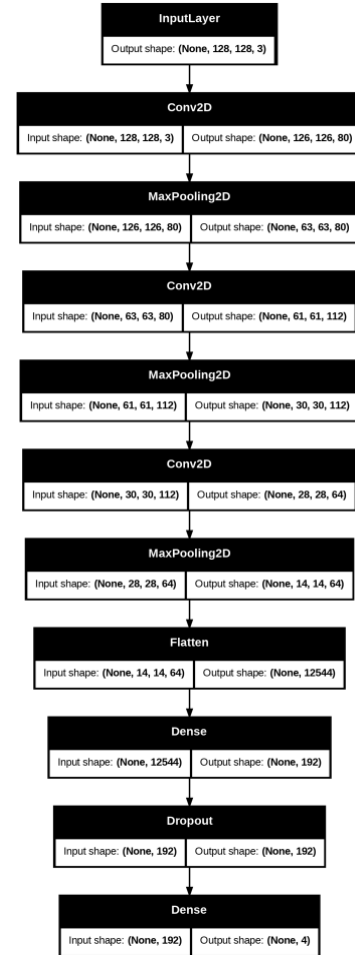 InputLayer
Output shape: (None, 128, 128, 3)
Conv2D
Input shape: (None, 128, 128, 3) Output shape: (None, 126, 126, 80)
MaxPooling2D
Input shape: (None, 126, 126, 80) Output shape: (None, 63, 63, 80)
Conv2D
Input shape: (None, 63, 63, 80) Output shape: (None, 61, 61, 112)
MaxPooling2D
Input shape: (None, 61, 61, 112) Output shape: (None, 30, 30, 112)
Conv2D
Input shape: (None, 30, 30, 112) Output shape: (None, 28, 28, 64)
MaxPooling2D
Input shape: (None, 28, 28, 64) Output shape: (None, 14, 14, 64)
Flatten
Input shape: (None, 14, 14, 64) Output shape: (None, 12544)
Dense
Input shape: (None, 12544) Output shape: (None, 192)
Dropout
Input shape: (None, 192) Output shape: (None, 192)
Dense
Input shape: (None, 192) Output shape: (None, 4)